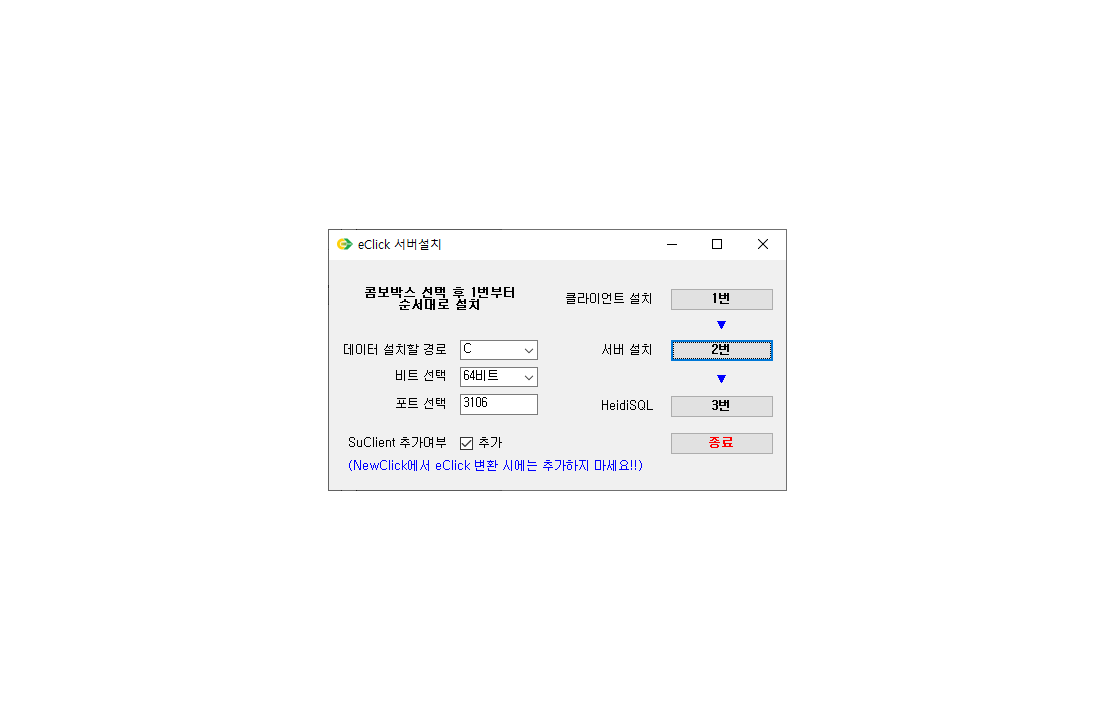 eClick 서버설치
콤보박스 선택 후 1번부터
순서대로 설치
클라이언트 설치 1번
데이터 설치할 경로 C
서버 설치 2번
비트 선택 64비트
포트 선택 3106
HeidiSQL 3번
SuClient 추가여부 추가
종료
(NewClick에서 eClick 변환 시에는 추가하지 마세요!!)